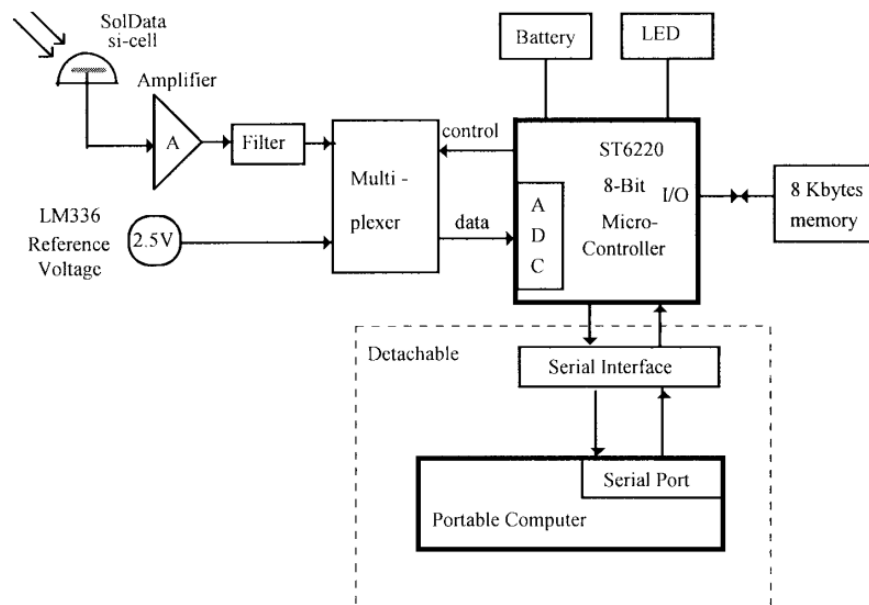 SolData
si-cell
Battery
LED
Amplifier
A
Filter
control
ST6220
8-Bit
Micro-
Controller
I/O
8 Kbytes
memory
Multi -
plexer
A
D
C
LM336
Reference
Voltage
2.5V
data
Detachable
Serial Interface
Serial Port
Portable Computer